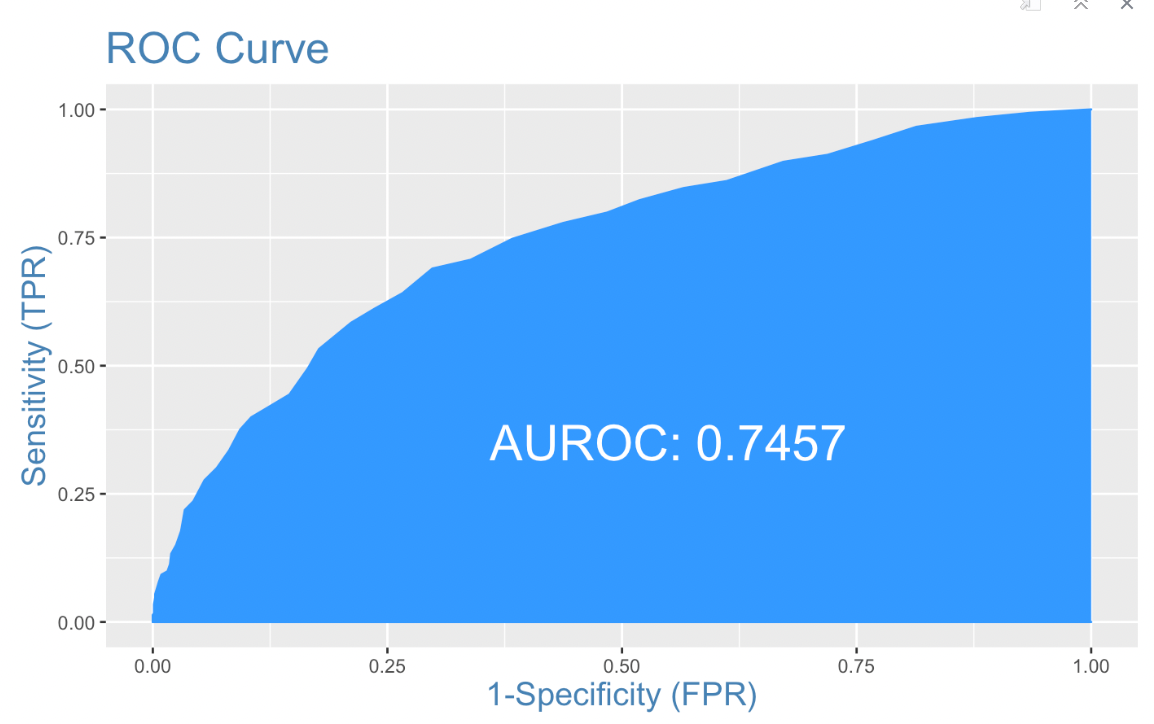 ROC Curve
1.00
0.75
0.50
0.25
0.00
Sensitivity (TPR)
AUROC: 0.7457
0.00 0.25 0.50 0.75 1.00
1-Specificity (FPR)